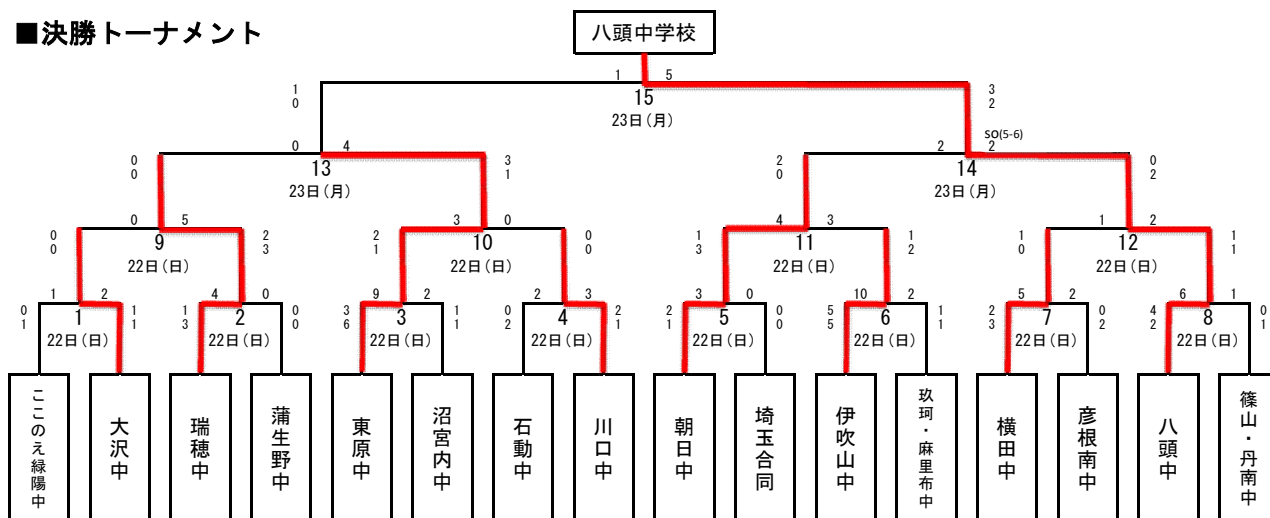 ■決勝トーナメント
八頭中学校
1 5
15
23日(月)
1 0
3 2
0 4
13
23日(月)
SO(5-6)
2 2
14
23日(月)
0 0
3 1
2 0
0 2
0 5
9
22日(日)
3 0
10
22日(日)
4 3
11
22日(日)
1 2
12
22日(日)
0 0
2 3
2 1
0 0
1 3
1 2
1 0
1 1
1 2
1
22日(日)
4 0
2
22日(日)
9 2
3
22日(日)
2 3
4
22日(日)
3 0
5
22日(日)
10 2
6
22日(日)
5 2
7
22日(日)
6 1
8
22日(日)
0 1
1 1
1 3
0 0
3 6
1 1
0 2
2 1
2 1
0 0
5 5
1 1
2 3
0 2
4 2
0 1
ここのえ緑陽中
大沢中
瑞穂中
蒲生野中
東原中
沼宮内中
石動中
川口中
朝日中
埼玉合同
伊吹山中
玖珂・麻里布中
横田中
彦根南中
八頭中
篠山・丹南中